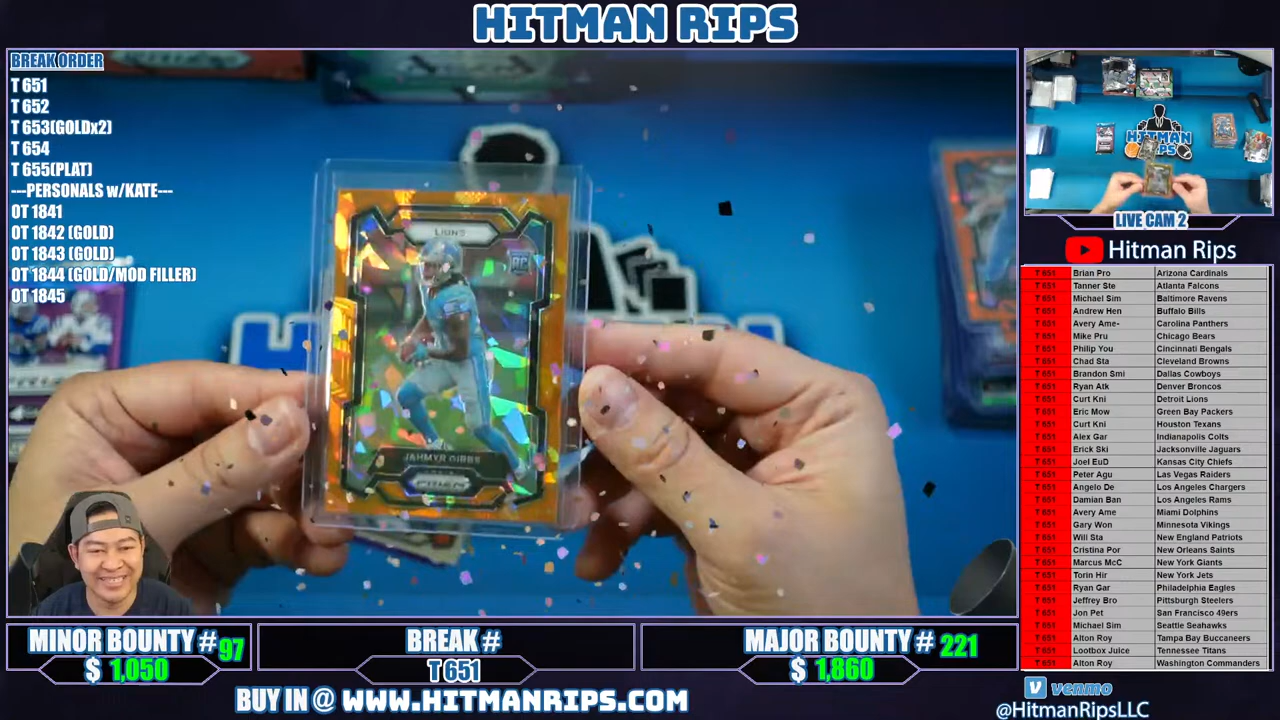 HITMAN RIPS
BREAK ORDER
T 651
T 652
T 653(GOLDx2)
T 654
T 655(PLAT)
---PERSONALS w/KATE---
OT 1841
OT 1842 (GOLD)
OT 1843 (GOLD)
OT 1844 (GOLD/MOD FILLER)
OT 1845
LIONS
RC
JAHMYR GIBBS
PRIZM
HITMAN
RIPS
LIVE CAM 2
Hitman Rips
T 651 Brian Pro Arizona Cardinals
T 651 Tanner Ste Atlanta Falcons
T 651 Michael Sim Baltimore Ravens
T 651 Andrew Hen Buffalo Bills
T 651 Avery Ame- Carolina Panthers
T 651 Mike Pru Chicago Bears
T 651 Philip You Cincinnati Bengals
T 651 Chad Sta Cleveland Browns
T 651 Brandon Smi Dallas Cowboys
T 651 Ryan Atk Denver Broncos
T 651 Curt Kni Detroit Lions
T 651 Eric Mow Green Bay Packers
T 651 Curt Kni Houston Texans
T 651 Alex Gar Indianapolis Colts
T 651 Erick Ski Jacksonville Jaguars
T 651 Joel EuD Kansas City Chiefs
T 651 Peter Agu Las Vegas Raiders
T 651 Angelo De Los Angeles Chargers
T 651 Damian Ban Los Angeles Rams
T 651 Avery Ame Miami Dolphins
T 651 Gary Won Minnesota Vikings
T 651 Will Sta New England Patriots
T 651 Cristina Por New Orleans Saints
T 651 Marcus McC New York Giants
T 651 Torin Hir New York Jets
T 651 Ryan Gar Philadelphia Eagles
T 651 Jeffrey Bro Pittsburgh Steelers
T 651 Jon Pet San Francisco 49ers
T 651 Michael Sim Seattle Seahawks
T 651 Alton Roy Tampa Bay Buccaneers
T 651 Lootbox Juice Tennessee Titans
T 651 Alton Roy Washington Commanders
MINOR BOUNTY # 97
$ 1,050
BREAK #
T 651
MAJOR BOUNTY # 221
$ 1,860
BUY IN @ WWW.HITMANRIPS.COM
venmo
@HitmanRipsLLC